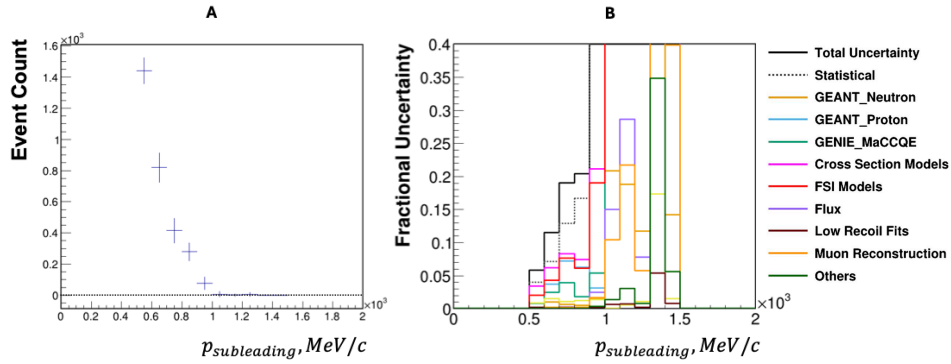 A
B
×10³
Event Count
1.6
1.4
1.2
1
0.8
0.6
0.4
0.2
0
0 0.2 0.4 0.6 0.8 1 1.2 1.4 1.6 1.8 2
×10³
p_subleading, MeV/c
Fractional Uncertainty
0.4
0.35
0.3
0.25
0.2
0.15
0.1
0.05
0
0 0.5 1 1.5 2
×10³
p_subleading, MeV/c
Total Uncertainty
Statistical
GEANT_Neutron
GEANT_Proton
GENIE_MaCCQE
Cross Section Models
FSI Models
Flux
Low Recoil Fits
Muon Reconstruction
Others